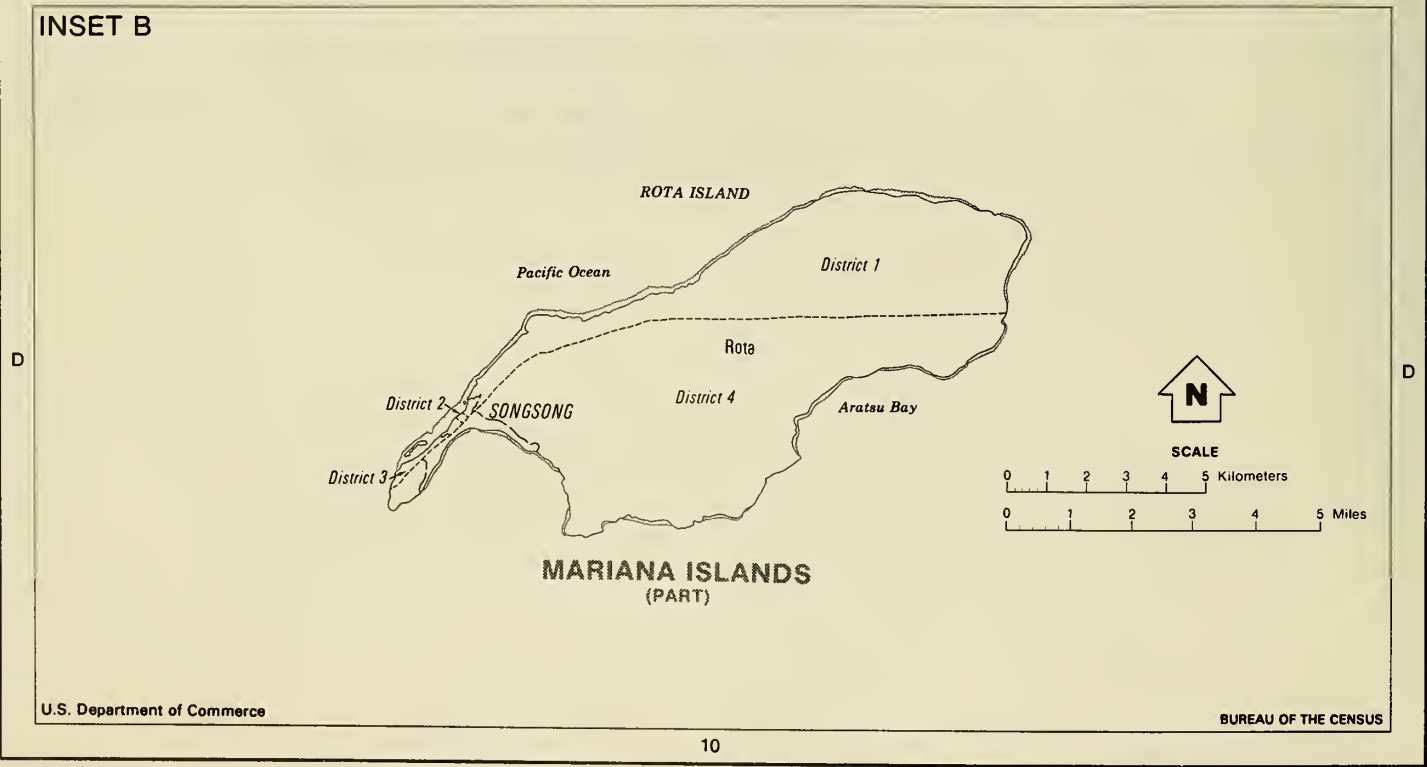 INSET B
ROTA ISLAND
Pacific Ocean
District 1
D
Rota
D
District 2
SONGSONG
District 4
Aratsu Bay
N
SCALE
District 3
0 1 2 3 4 5 Kilometers
0 1 2 3 4 5 Miles
MARIANA ISLANDS
(PART)
U.S. Department of Commerce
BUREAU OF THE CENSUS
10